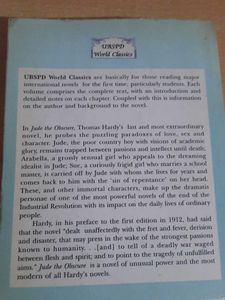 UBSPD
World Classics
UBSPD World Classics are basically for those reading major
international novels for the first time, particularly students. Each
volume comprises the complete text, with an introduction and
detailed notes on each chapter. Coupled with this is information
on the author and background to the novel.
In Jude the Obscure, Thomas Hardy's last and most extraordinary
novel, he probes the puzzling paradoxes of love, sex and
character. Jude, the poor country boy with visions of academic
glory, remains trapped between passions and intellect until death;
Arabella, a grossly sensual girl who appeals to the dreaming
idealist in Jude; Sue, a curiously frigid girl who marries a school
master, is carried off by Jude with whom she lives for years and
comes back to him with the 'air of repentance' on her head.
These, and other immortal characters, make up the dramatis
personae of one of the most powerful novels of the end of the
Industrial Revolution with its impact on the daily lives of ordinary
people.
Hardy, in his preface to the first edition in 1912, had said
that the novel "dealt unaffectedly with the fret and fever, derision
and disaster, that may press in the wake of the strongest passions
known to humanity. . . [and] to tell of a deadly war waged
between flesh and spirit; and to point to the tragedy of unfulfilled
aims." Jude the Obscure is a novel of unusual power and the most
modern of all Hardy's novels.